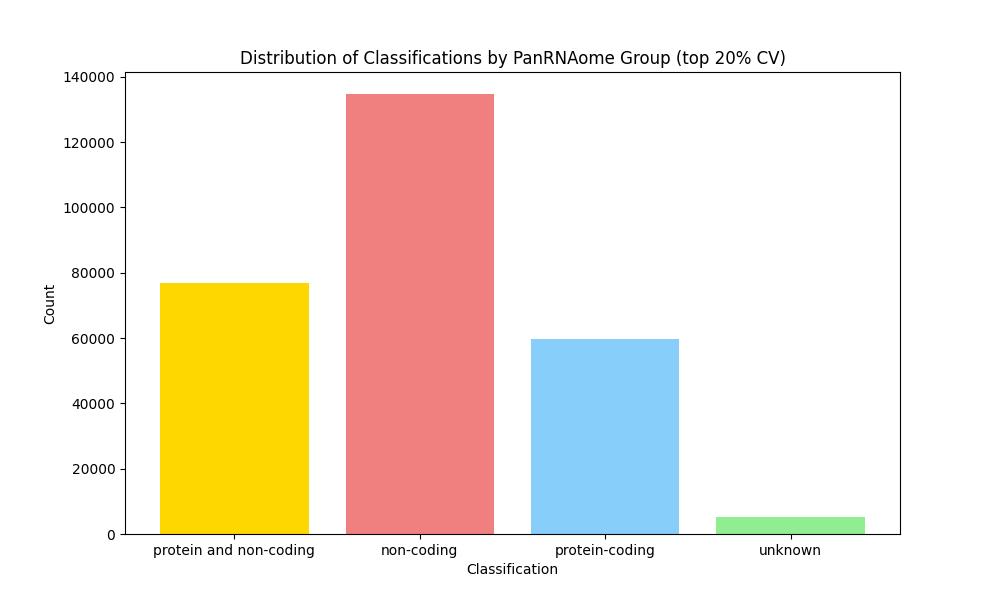 Distribution of Classifications by PanRNAome Group (top 20% CV)
140000
120000
100000
80000
60000
40000
20000
0
Count
protein and non-coding
non-coding
protein-coding
unknown
Classification